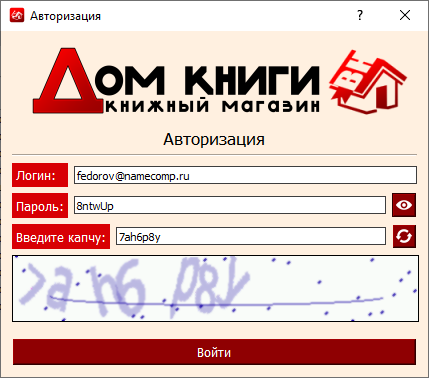 Авторизация
?
Дом книги
книжный магазин
Авторизация
Логин: fedorov@namecomp.ru
Пароль: 8ntwUp
Введите капчу: 7ah6p8y
Войти